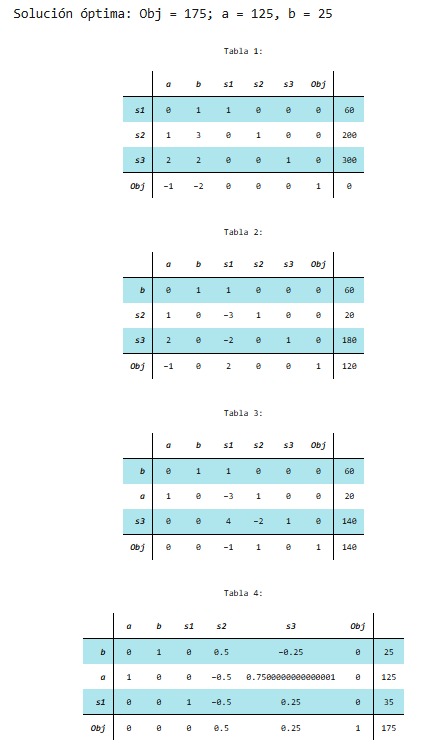 Solución óptima: Obj = 175; a = 125, b = 25
Tabla 1:
a b s1 s2 s3 Obj
s1 0 1 1 0 0 0 60
s2 1 3 0 1 0 0 200
s3 2 2 0 0 1 0 300
Obj −1 −2 0 0 0 1 0
Tabla 2:
a b s1 s2 s3 Obj
b 0 1 1 0 0 0 60
s2 1 0 −3 1 0 0 20
s3 2 0 −2 0 1 0 180
Obj −1 0 2 0 0 1 120
Tabla 3:
a b s1 s2 s3 Obj
b 0 1 1 0 0 0 60
a 1 0 −3 1 0 0 20
s3 0 0 4 −2 1 0 140
Obj 0 0 −1 1 0 1 140
Tabla 4:
a b s1 s2 s3 Obj
b 0 1 0 0.5 −0.25 0 25
a 1 0 0 −0.5 0.7500000000000001 0 125
s1 0 0 1 −0.5 0.25 0 35
Obj 0 0 0 0.5 0.25 1 175